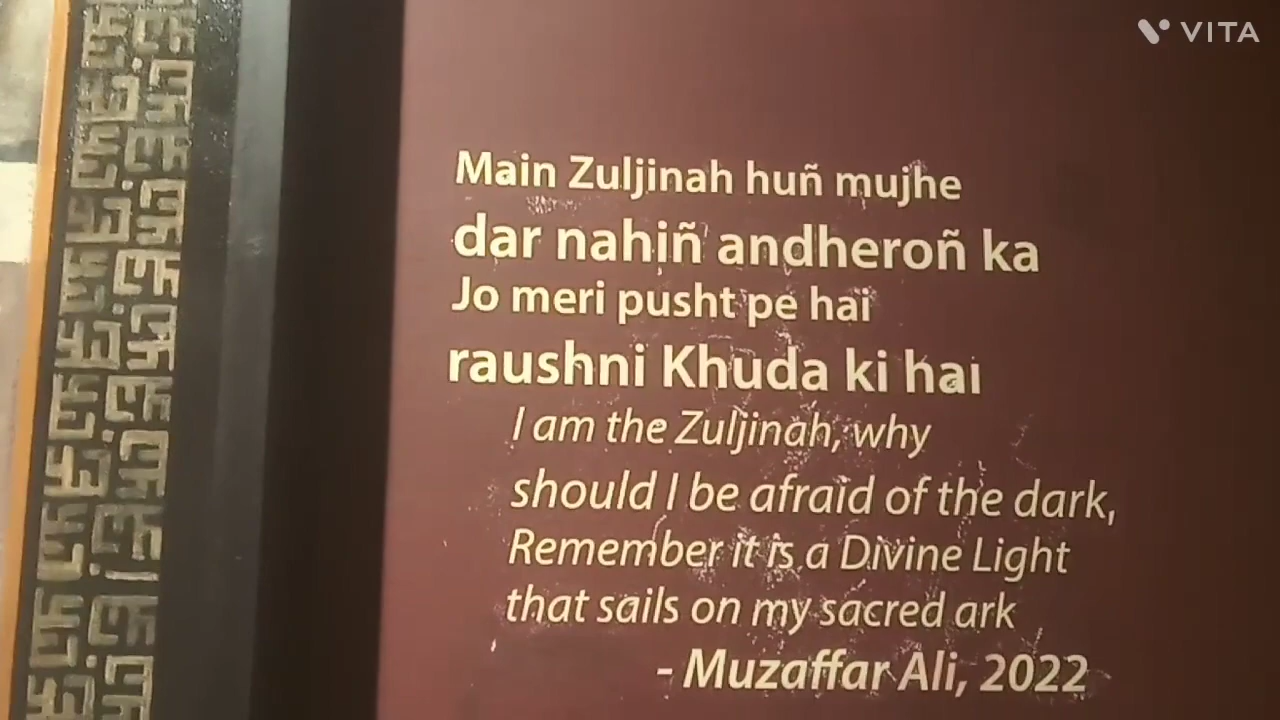 VITA
Main Zuljinah huñ mujhe
dar nahiñ andheroñ ka
Jo meri pusht pe hai
raushni Khuda ki hai
I am the Zuljinah, why
should I be afraid of the dark,
Remember it is a Divine Light
that sails on my sacred ark
- Muzaffar Ali, 2022